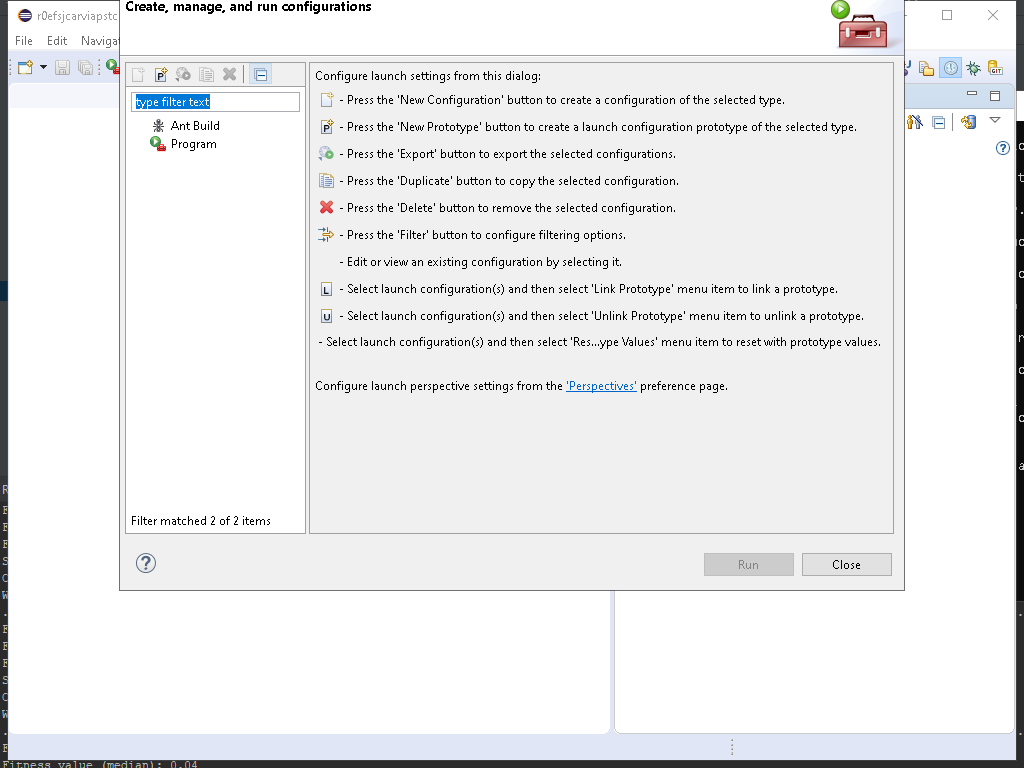 Create, manage, and run configurations
r0efsjcarviapstc
File Edit Naviga
type filter text
Ant Build
Program
Filter matched 2 of 2 items
Configure launch settings from this dialog:
- Press the 'New Configuration' button to create a configuration of the selected type.
- Press the 'New Prototype' button to create a launch configuration prototype of the selected type.
- Press the 'Export' button to export the selected configurations.
- Press the 'Duplicate' button to copy the selected configuration.
- Press the 'Delete' button to remove the selected configuration.
- Press the 'Filter' button to configure filtering options.
- Edit or view an existing configuration by selecting it.
L - Select launch configuration(s) and then select 'Link Prototype' menu item to link a prototype.
U - Select launch configuration(s) and then select 'Unlink Prototype' menu item to unlink a prototype.
- Select launch configuration(s) and then select 'Res...ype Values' menu item to reset with prototype values.
Configure launch perspective settings from the 'Perspectives' preference page.
Run
Close
Fitness value (median): 0.04